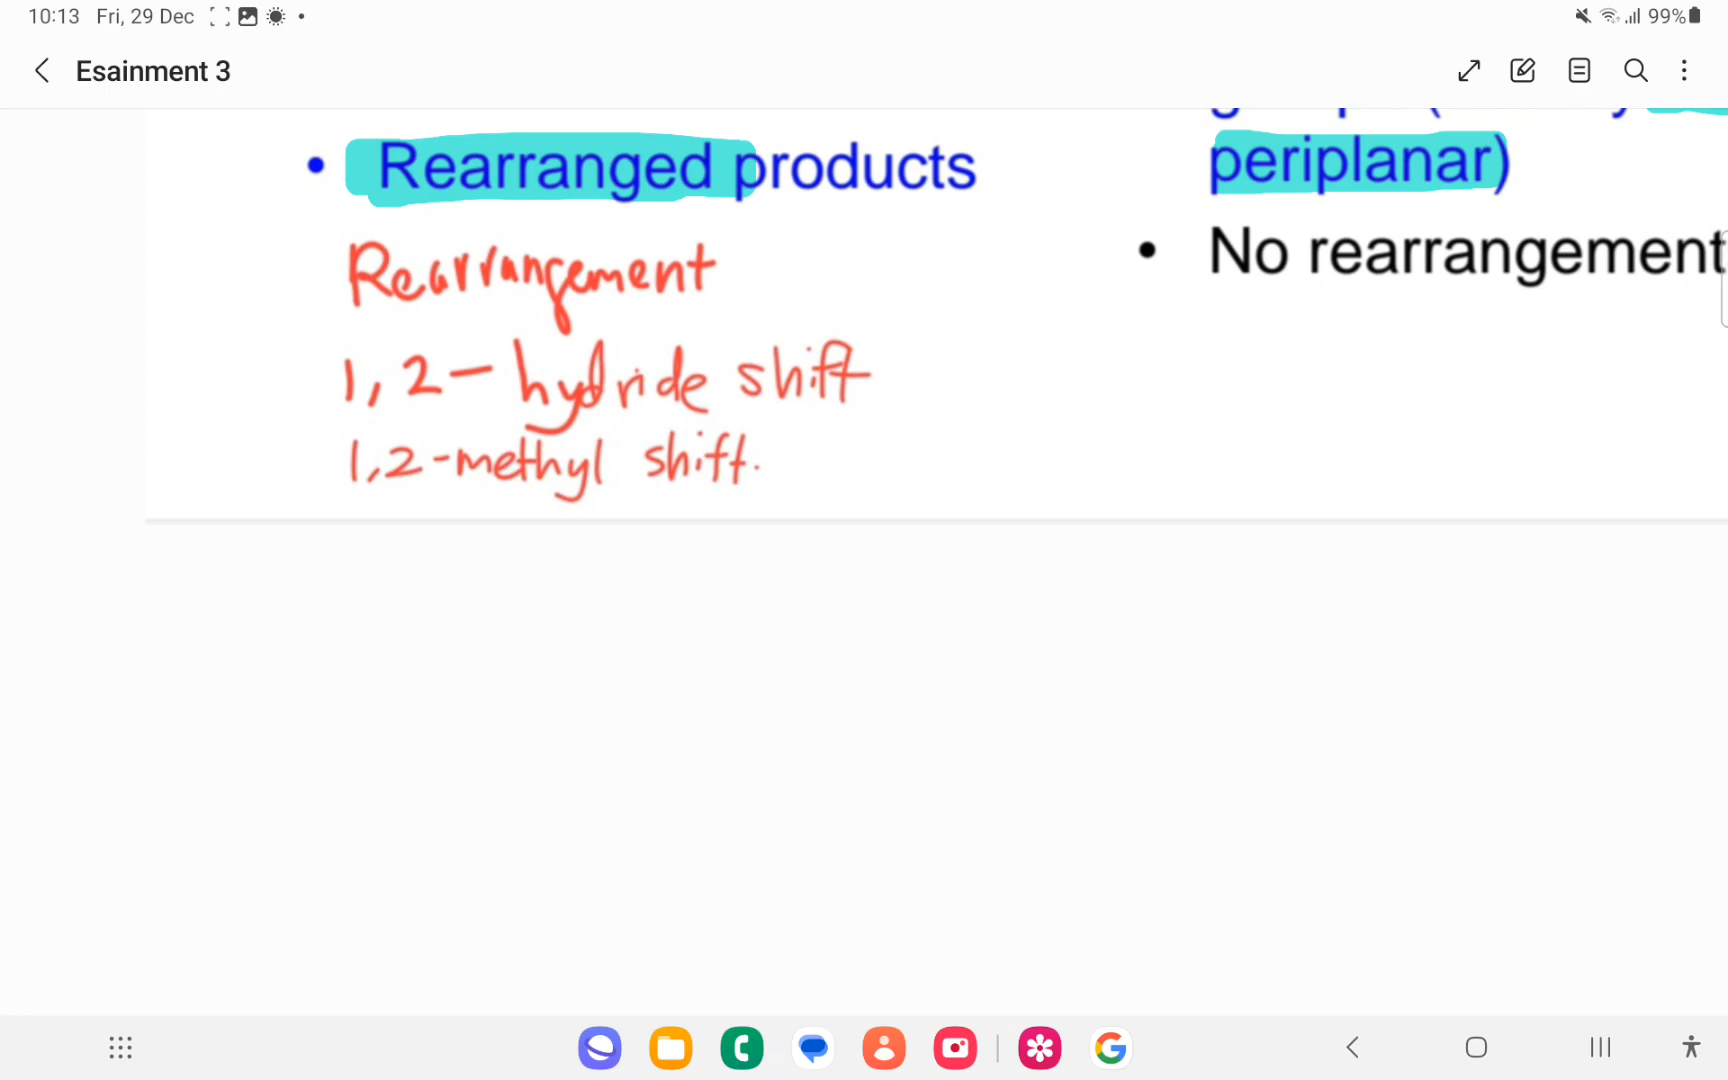 10:13 Fri, 29 Dec
99%
Esainment 3
• Rearranged products
Rearrangement
1,2-hydride shift
1,2-methyl shift.
periplanar)
• No rearrangement